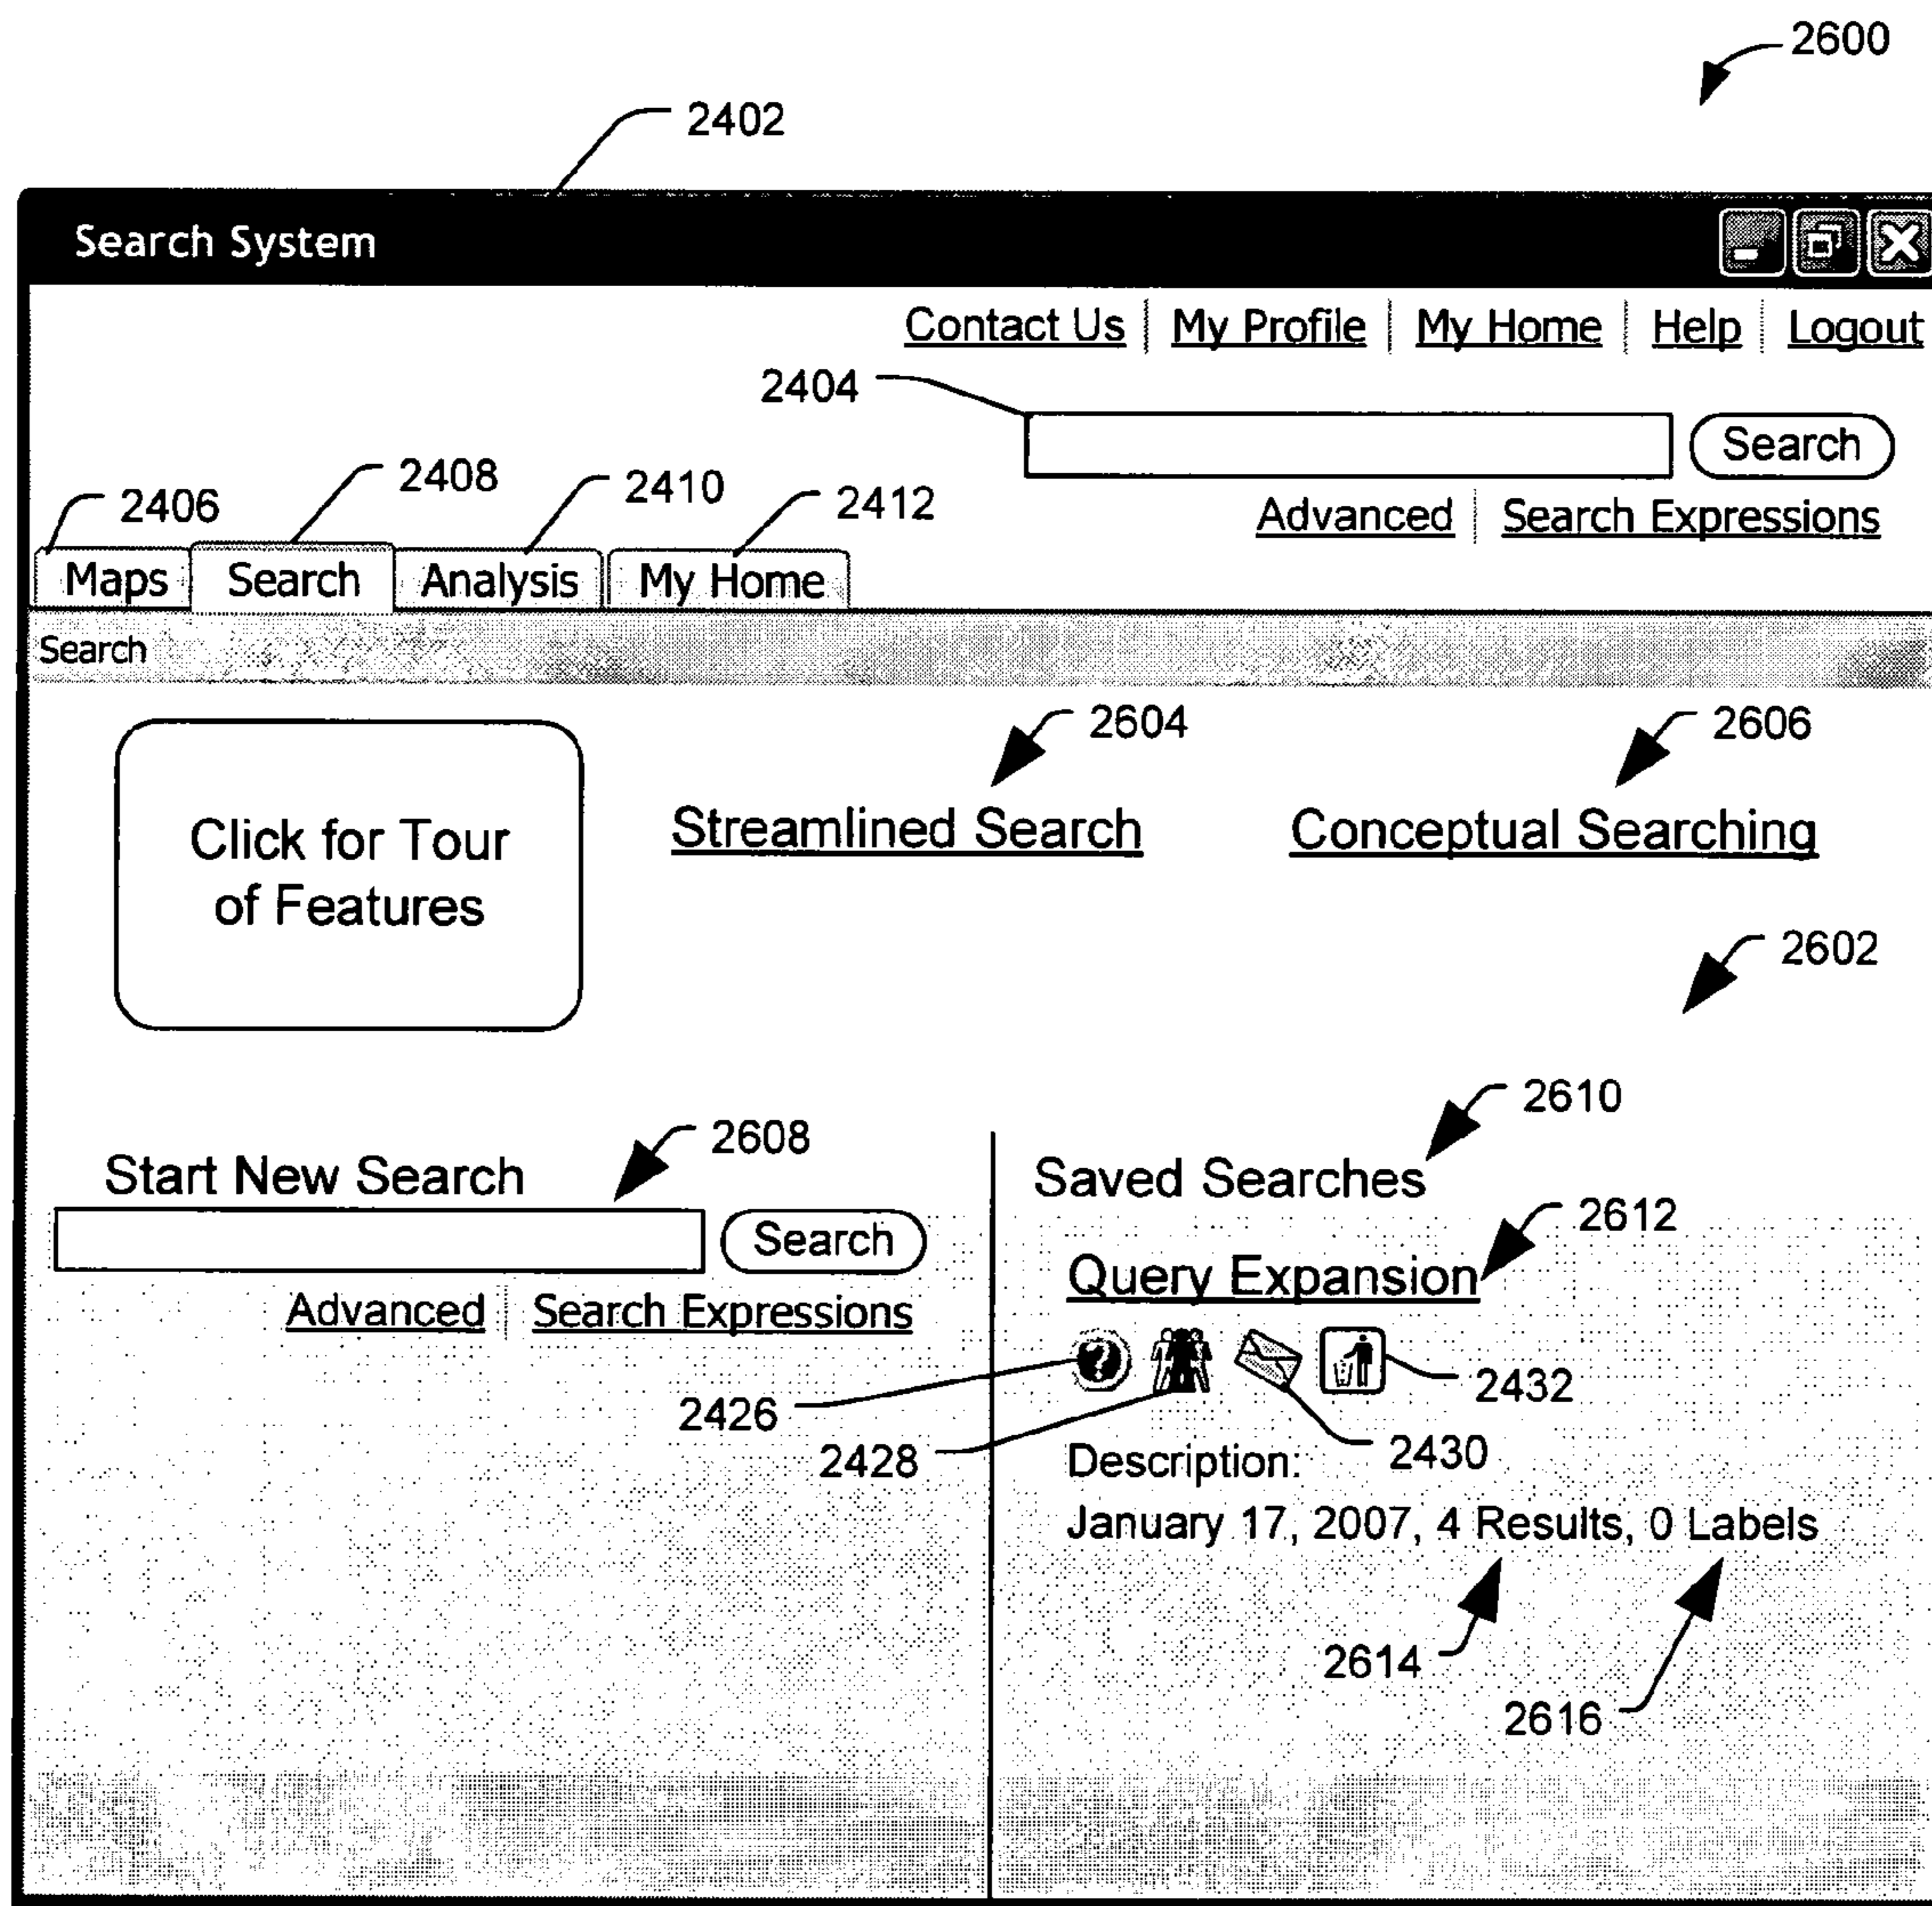 2600
2402
Search System
Contact Us My Profile My Home Help Logout
2404
Search
2406 2408 2410 2412
Advanced Search Expressions
Maps Search Analysis My Home
Search
2604 2606
Click for Tour
of Features
Streamlined Search Conceptual Searching
2602
2610
2608
Start New Search
Search
Advanced Search Expressions
Saved Searches
2612
Query Expansion
?
2426
2432
2428
2430
Description:
January 17, 2007, 4 Results, 0 Labels
2614
2616